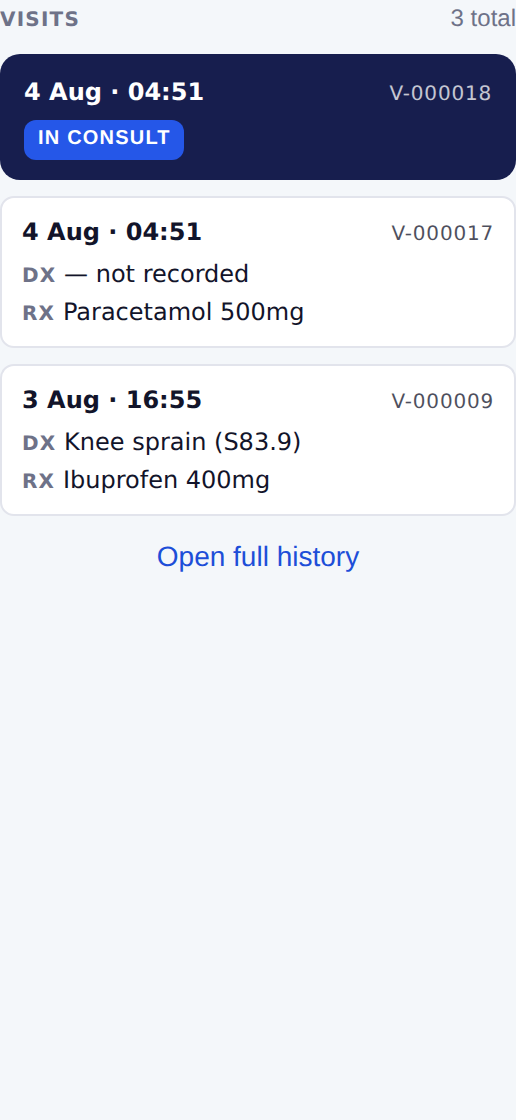 VISITS 3 total
4 Aug · 04:51 V-000018
IN CONSULT
4 Aug · 04:51 V-000017
DX — not recorded
RX Paracetamol 500mg
3 Aug · 16:55 V-000009
DX Knee sprain (S83.9)
RX Ibuprofen 400mg
Open full history